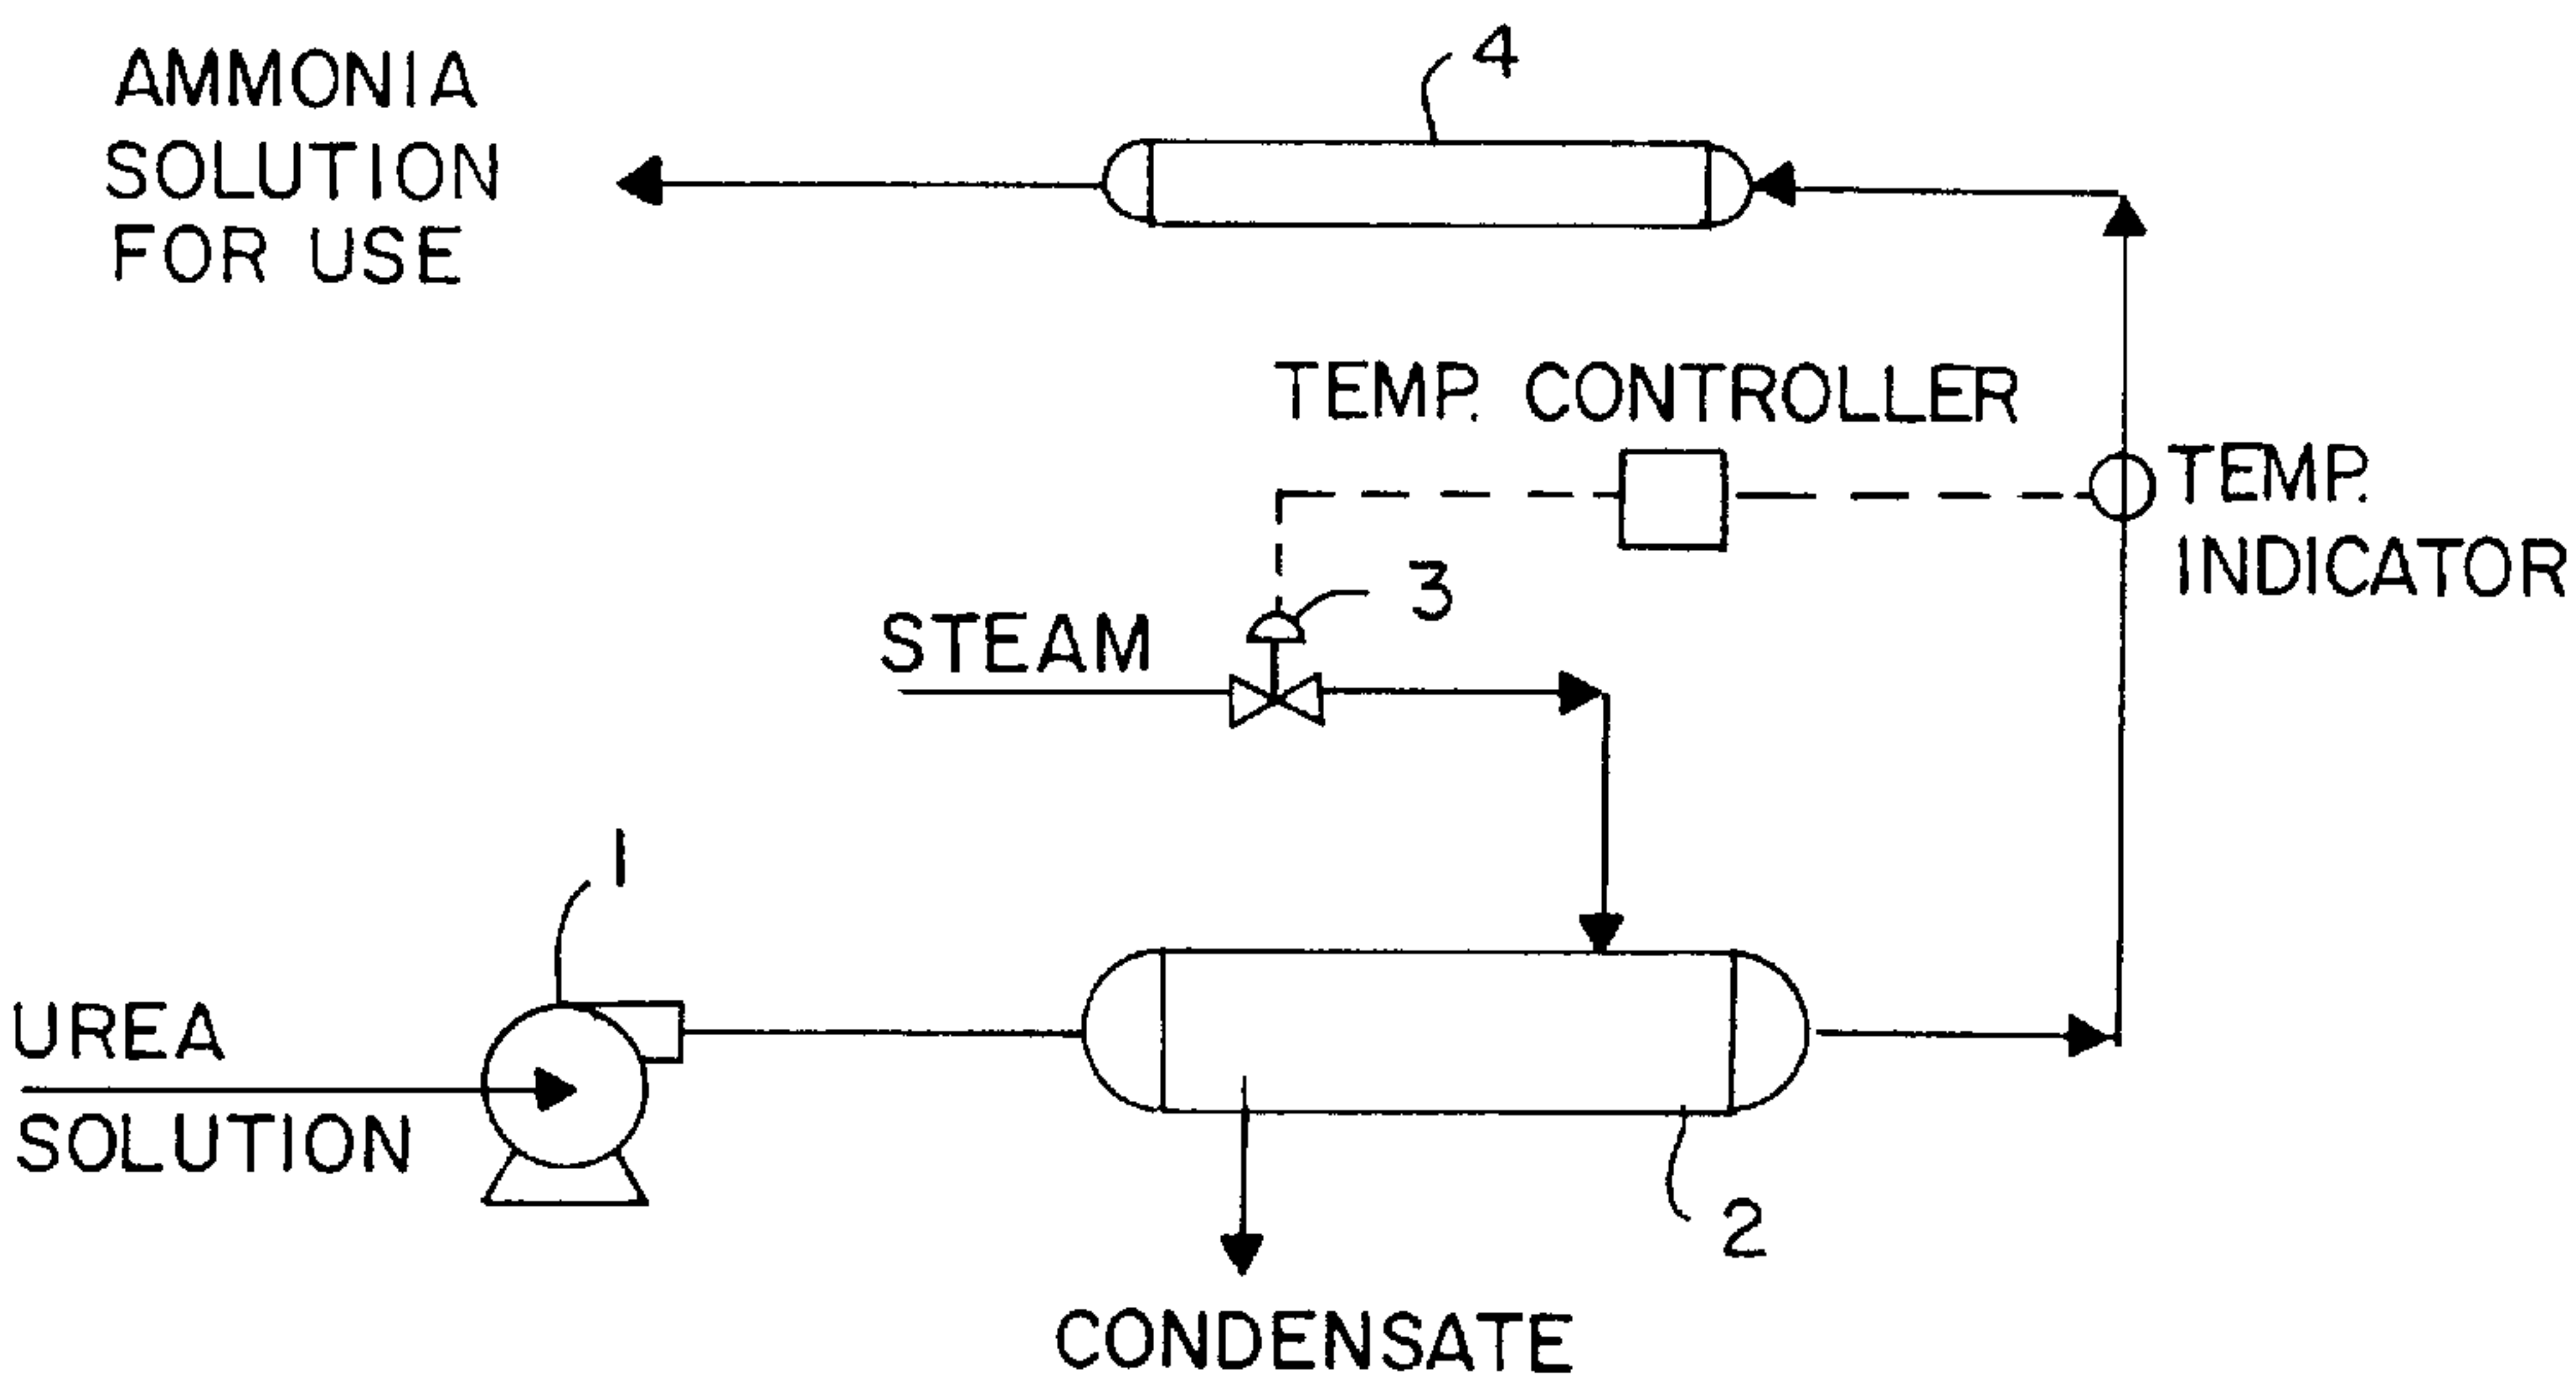 4
AMMONIA
SOLUTION
FOR USE
TEMP. CONTROLLER
TEMP.
INDICATOR
3
STEAM
1
UREA
SOLUTION
2
CONDENSATE